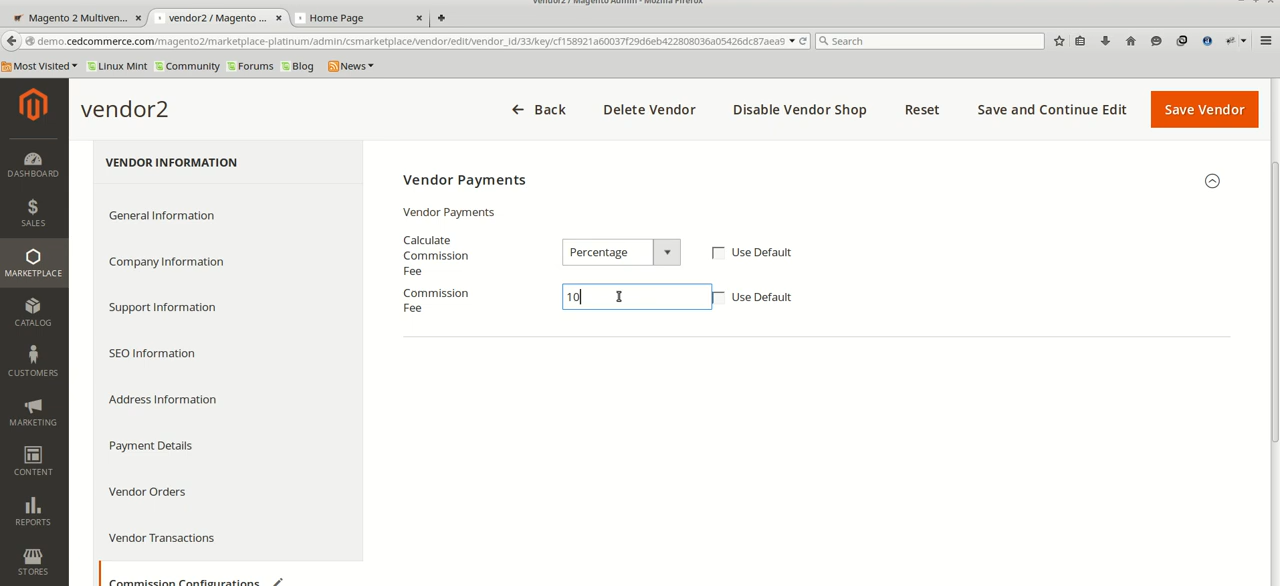 vendor2 / Magento Admin - Mozilla Firefox
Magento 2 Multiven... ×
vendor2 / Magento ... ×
Home Page ×
demo.cedcommerce.com/magento2/marketplace-platinum/admin/csmarketplace/vendor/edit/vendor_id/33/key/cf158921a60037f29d6eb422808036a05426dc87aea9
Search
Most Visited
Linux Mint
Community
Forums
Blog
News
vendor2
Back
Delete Vendor
Disable Vendor Shop
Reset
Save and Continue Edit
Save Vendor
DASHBOARD
SALES
MARKETPLACE
CATALOG
CUSTOMERS
MARKETING
CONTENT
REPORTS
STORES
VENDOR INFORMATION
General Information
Company Information
Support Information
SEO Information
Address Information
Payment Details
Vendor Orders
Vendor Transactions
Commission Configurations
Vendor Payments
Vendor Payments
Calculate
Commission
Fee
Percentage
Use Default
Commission
Fee
10
Use Default